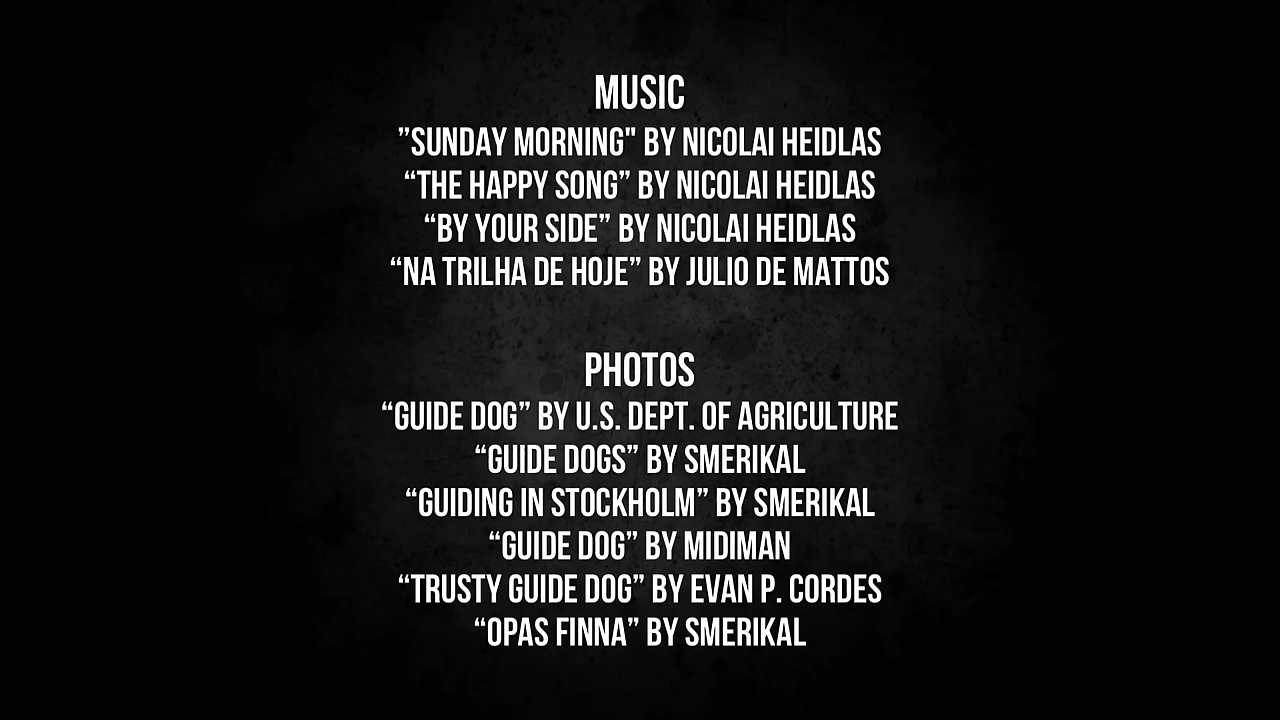 MUSIC
”SUNDAY MORNING" BY NICOLAI HEIDLAS
“THE HAPPY SONG” BY NICOLAI HEIDLAS
“BY YOUR SIDE” BY NICOLAI HEIDLAS
“NA TRILHA DE HOJE” BY JULIO DE MATTOS
PHOTOS
“GUIDE DOG” BY U.S. DEPT. OF AGRICULTURE
“GUIDE DOGS” BY SMERIKAL
“GUIDING IN STOCKHOLM” BY SMERIKAL
“GUIDE DOG” BY MIDIMAN
“TRUSTY GUIDE DOG” BY EVAN P. CORDES
“OPAS FINNA” BY SMERIKAL